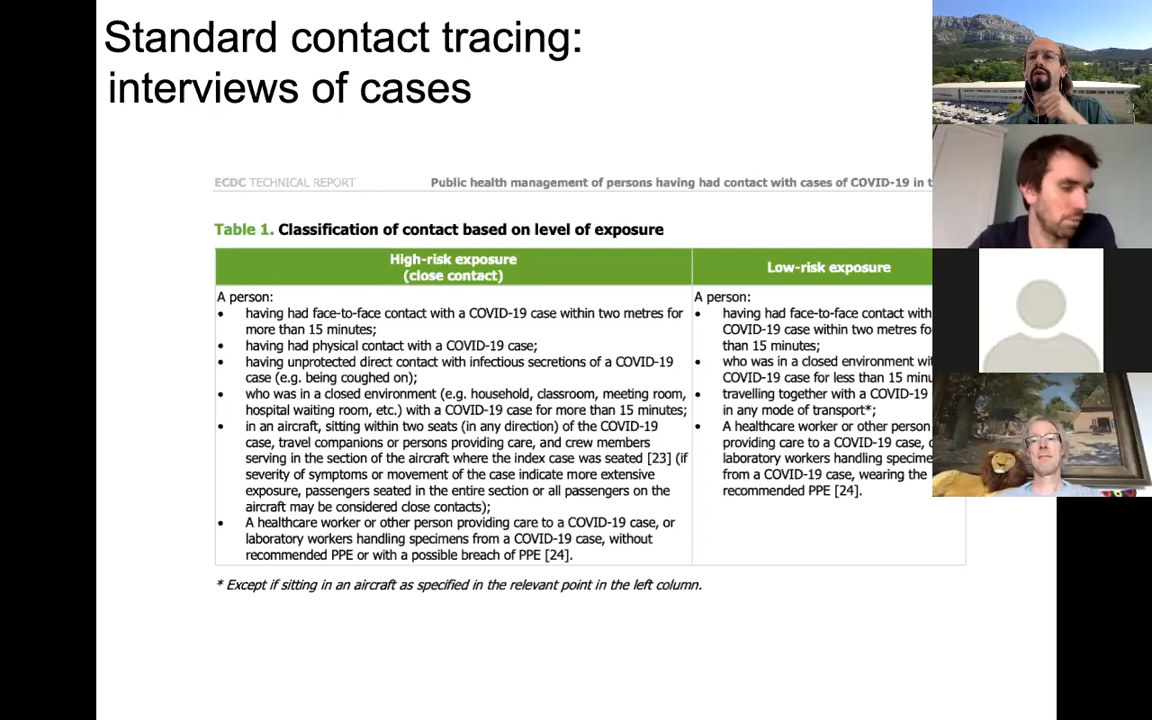 Standard contact tracing:
interviews of cases
ECDC TECHNICAL REPORT
Public health management of persons having had contact with cases of COVID-19 in
Table 1. Classification of contact based on level of exposure
High-risk exposure
(close contact)
A person:
• having had face-to-face contact with a COVID-19 case within two metres for
more than 15 minutes;
• having had physical contact with a COVID-19 case;
• having unprotected direct contact with infectious secretions of a COVID-19
case (e.g. being coughed on);
• who was in a closed environment (e.g. household, classroom, meeting room,
hospital waiting room, etc.) with a COVID-19 case for more than 15 minutes;
• in an aircraft, sitting within two seats (in any direction) of the COVID-19
case, travel companions or persons providing care, and crew members
serving in the section of the aircraft where the index case was seated [23] (if
severity of symptoms or movement of the case indicate more extensive
exposure, passengers seated in the entire section or all passengers on the
aircraft may be considered close contacts);
• A healthcare worker or other person providing care to a COVID-19 case, or
laboratory workers handling specimens from a COVID-19 case, without
recommended PPE or with a possible breach of PPE [24].
Low-risk exposure
A person:
• having had face-to-face contact with
COVID-19 case within two metres
than 15 minutes;
• who was in a closed environment
COVID-19 case for less than 15
• travelling together with a COVID-19
in any mode of transport*;
• A healthcare worker or other person
providing care to a COVID-19 case,
laboratory workers handling
from a COVID-19 case, wearing the
recommended PPE [24].
* Except if sitting in an aircraft as specified in the relevant point in the left column.